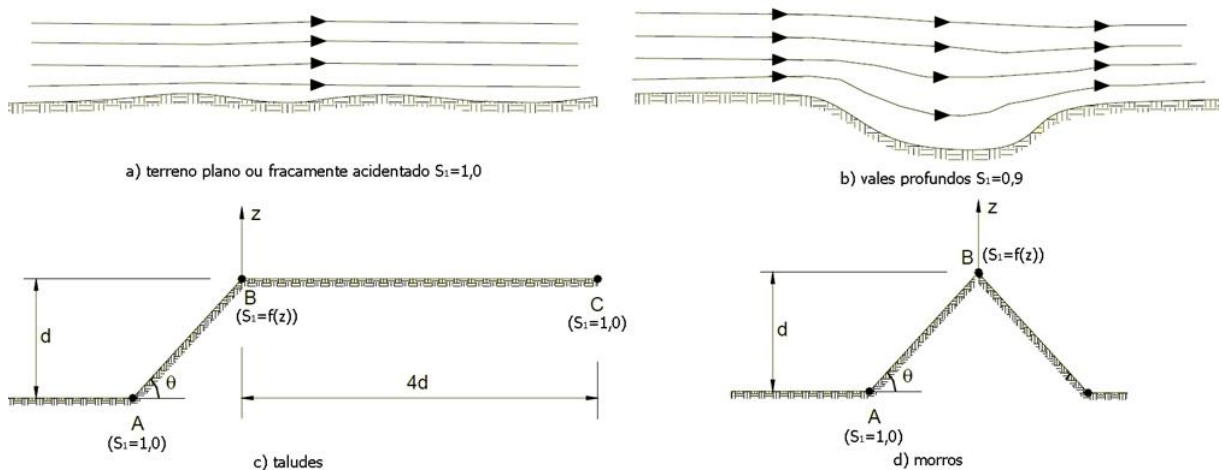 a) terreno plano ou fracamente acidentado S₁=1,0
b) vales profundos S₁=0,9
z
B
(S₁=f(z))
C
(S₁=1,0)
d
θ
4d
A
(S₁=1,0)
c) taludes
z
B
(S₁=f(z))
d
θ
A
(S₁=1,0)
d) morros